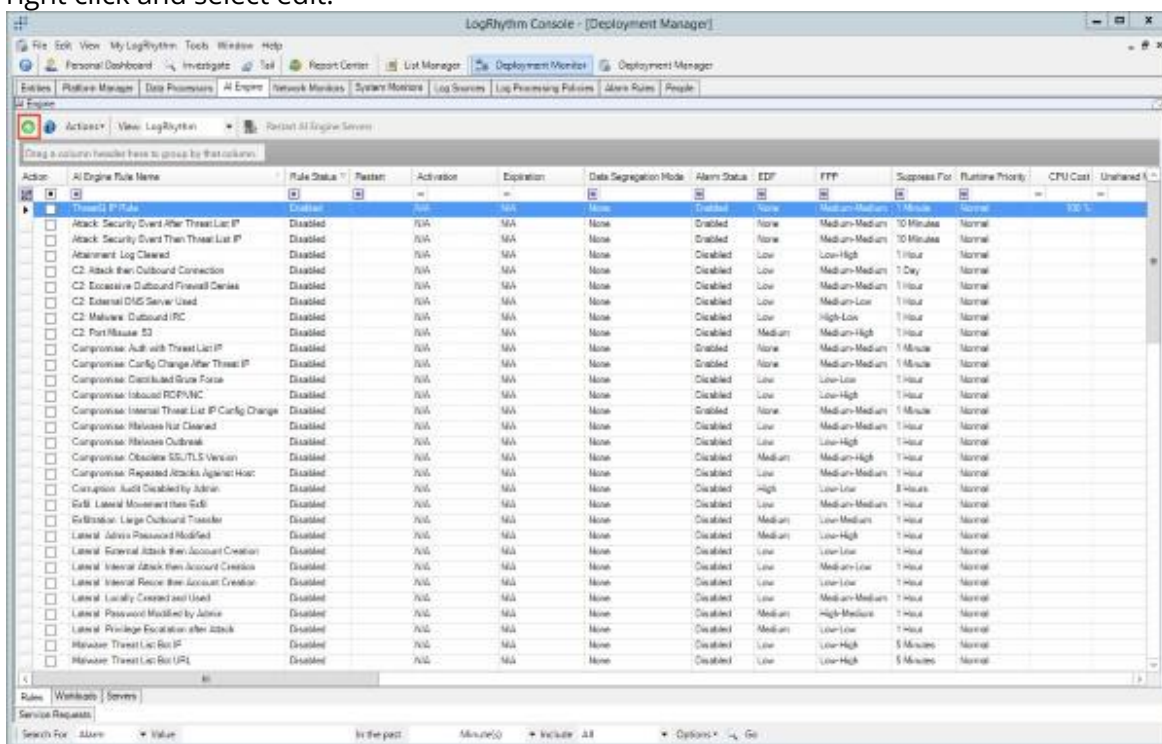 right click and select edit.
LogRhythm Console - [Deployment Manager]
File Edit View My LogRhythm Tools Window Help
Personal Dashboard Investigate Tail Report Center List Manager Deployment Monitor Deployment Manager
Entities Platform Manager Data Processors AI Engine Network Monitors System Monitors Log Sources Log Processing Policies Alarm Rules People
AI Engine
Actions View: LogRhythm Restart AI Engine Servers
Drag a column header here to group by that column.
Action AI Engine Rule Name Rule Status Restart Activation Expiration Data Segregation Mode Alarm Status EDF FPP Suppress For Runtime Priority CPU Cost Unshared
ThreatQ IP Rule Enabled N/A N/A None Enabled None Medium-Medium 1 Minute Normal 100 %
Attack: Security Event After Threat List IP Disabled N/A N/A None Enabled None Medium-Medium 10 Minutes Normal
Attack: Security Event Then Threat List IP Disabled N/A N/A None Enabled None Medium-Medium 10 Minutes Normal
Attainment: Log Cleared Disabled N/A N/A None Disabled Low Low-High 1 Hour Normal
C2: Attack then Outbound Connection Disabled N/A N/A None Disabled Low Medium-Medium 1 Day Normal
C2: Excessive Outbound Firewall Denies Disabled N/A N/A None Disabled Low Medium-Medium 1 Hour Normal
C2: External DNS Server Used Disabled N/A N/A None Disabled Low Medium-Low 1 Hour Normal
C2: Malware: Outbound IRC Disabled N/A N/A None Disabled Low High-Low 1 Hour Normal
C2: Port Misuse: 53 Disabled N/A N/A None Disabled Medium Medium-High 1 Hour Normal
Compromise: Auth with Threat List IP Disabled N/A N/A None Enabled None Medium-Medium 1 Minute Normal
Compromise: Config Change After Threat IP Disabled N/A N/A None Enabled None Medium-Medium 1 Minute Normal
Compromise: Distributed Brute Force Disabled N/A N/A None Disabled Low Low-Low 1 Hour Normal
Compromise: Inbound RDP/VNC Disabled N/A N/A None Disabled Low Low-High 1 Hour Normal
Compromise: Internal Threat List IP Config Change Disabled N/A N/A None Enabled None Medium-Medium 1 Minute Normal
Compromise: Malware Not Cleaned Disabled N/A N/A None Disabled Low Medium-Medium 1 Hour Normal
Compromise: Malware Outbreak Disabled N/A N/A None Disabled Low Low-High 1 Hour Normal
Compromise: Obsolete SSL/TLS Version Disabled N/A N/A None Disabled Medium Medium-High 1 Hour Normal
Compromise: Repeated Attacks Against Host Disabled N/A N/A None Disabled Low Medium-Medium 1 Hour Normal
Corruption: Audit Disabled by Admin Disabled N/A N/A None Disabled High Low-Low 8 Hours Normal
Exfil: Lateral Movement then Exfil Disabled N/A N/A None Disabled Low Medium-Medium 1 Hour Normal
Exfiltration: Large Outbound Transfer Disabled N/A N/A None Disabled Medium Low-Medium 1 Hour Normal
Lateral: Admin Password Modified Disabled N/A N/A None Disabled Medium Low-High 1 Hour Normal
Lateral: External Attack then Account Creation Disabled N/A N/A None Disabled Low Low-Low 1 Hour Normal
Lateral: Internal Attack then Account Creation Disabled N/A N/A None Disabled Low Medium-Low 1 Hour Normal
Lateral: Internal Recon then Account Creation Disabled N/A N/A None Disabled Low Low-Low 1 Hour Normal
Lateral: Locally Created and Used Disabled N/A N/A None Disabled Low Medium-Medium 1 Hour Normal
Lateral: Password Modified by Admin Disabled N/A N/A None Disabled Medium High-Medium 1 Hour Normal
Lateral: Privilege Escalation after Attack Disabled N/A N/A None Disabled Medium Low-Low 1 Hour Normal
Malware: Threat List Bot IP Disabled N/A N/A None Disabled Low Low-High 5 Minutes Normal
Malware: Threat List Bot URL Disabled N/A N/A None Disabled Low Low-High 5 Minutes Normal
Rules Workloads Servers
Service Requests
Search For Alarm Value In the past Minute(s) Include All Options Go